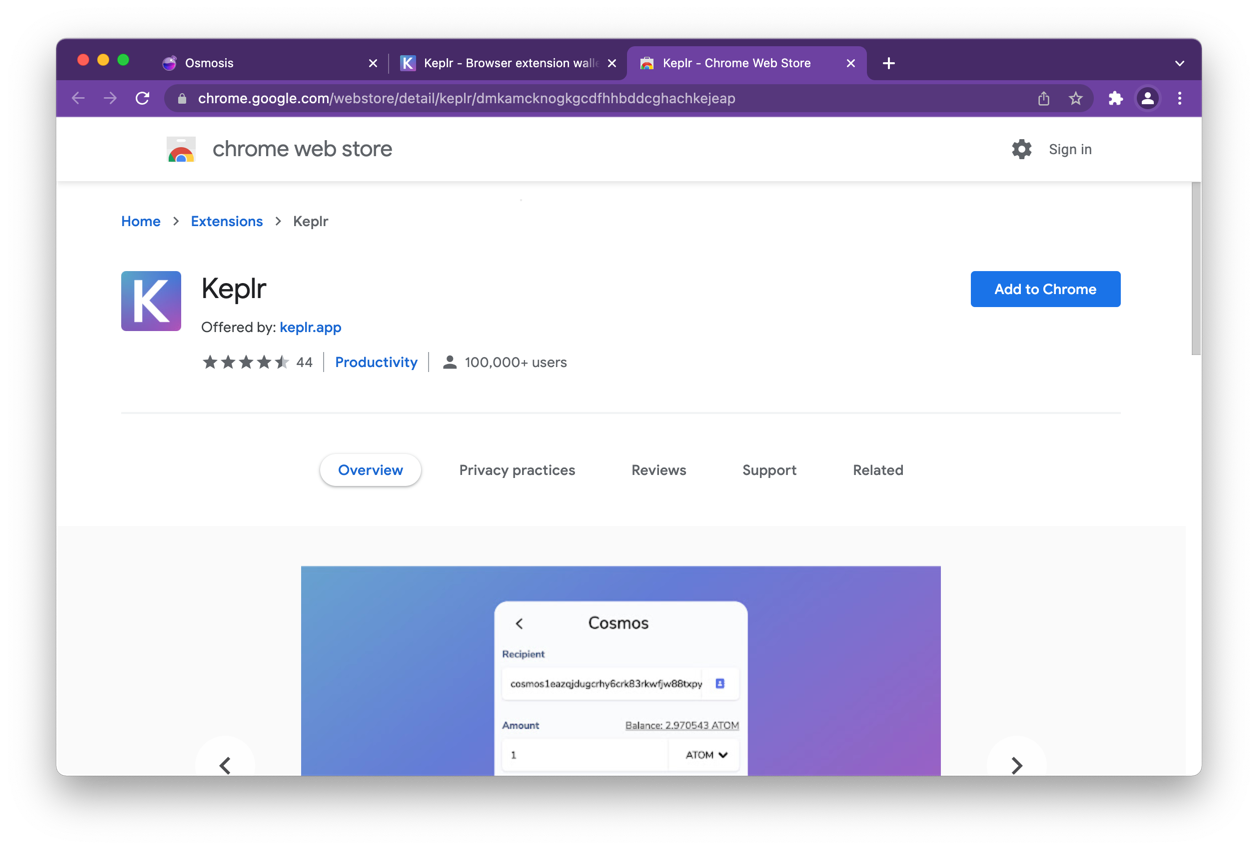 Osmosis
Keplr - Browser extension walle
Keplr - Chrome Web Store
chrome.google.com/webstore/detail/keplr/dmkamcknogkgcdfhhbddcghachkejeap
chrome web store
Sign in
Home > Extensions > Keplr
K
Keplr
Add to Chrome
Offered by: keplr.app
44 Productivity 100,000+ users
Overview Privacy practices Reviews Support Related
Cosmos
Recipient
cosmos1eazqjdugcrhy6crk83rkwfjw88txpy
Amount Balance: 2.970543 ATOM
1 ATOM